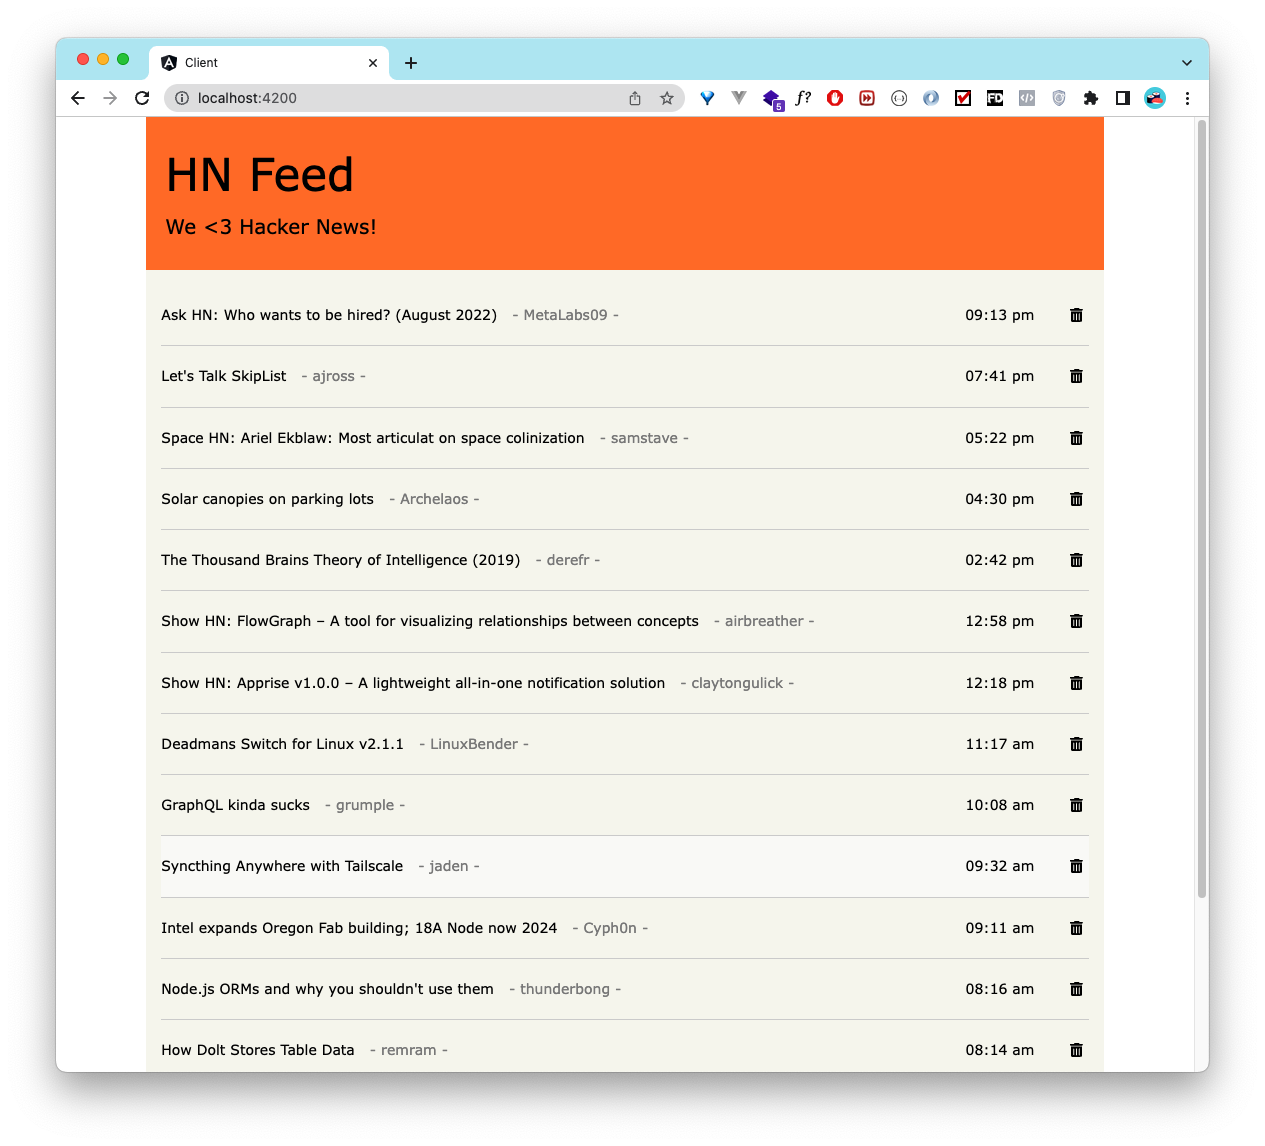 Client
localhost:4200
f?
5
FD
HN Feed
We <3 Hacker News!
Ask HN: Who wants to be hired? (August 2022) - MetaLabs09 - 09:13 pm
Let's Talk SkipList - ajross - 07:41 pm
Space HN: Ariel Ekblaw: Most articulat on space colinization - samstave - 05:22 pm
Solar canopies on parking lots - Archelaos - 04:30 pm
The Thousand Brains Theory of Intelligence (2019) - derefr - 02:42 pm
Show HN: FlowGraph – A tool for visualizing relationships between concepts - airbreather - 12:58 pm
Show HN: Apprise v1.0.0 – A lightweight all-in-one notification solution - claytongulick - 12:18 pm
Deadmans Switch for Linux v2.1.1 - LinuxBender - 11:17 am
GraphQL kinda sucks - grumple - 10:08 am
Syncthing Anywhere with Tailscale - jaden - 09:32 am
Intel expands Oregon Fab building; 18A Node now 2024 - Cyph0n - 09:11 am
Node.js ORMs and why you shouldn't use them - thunderbong - 08:16 am
How Dolt Stores Table Data - remram - 08:14 am